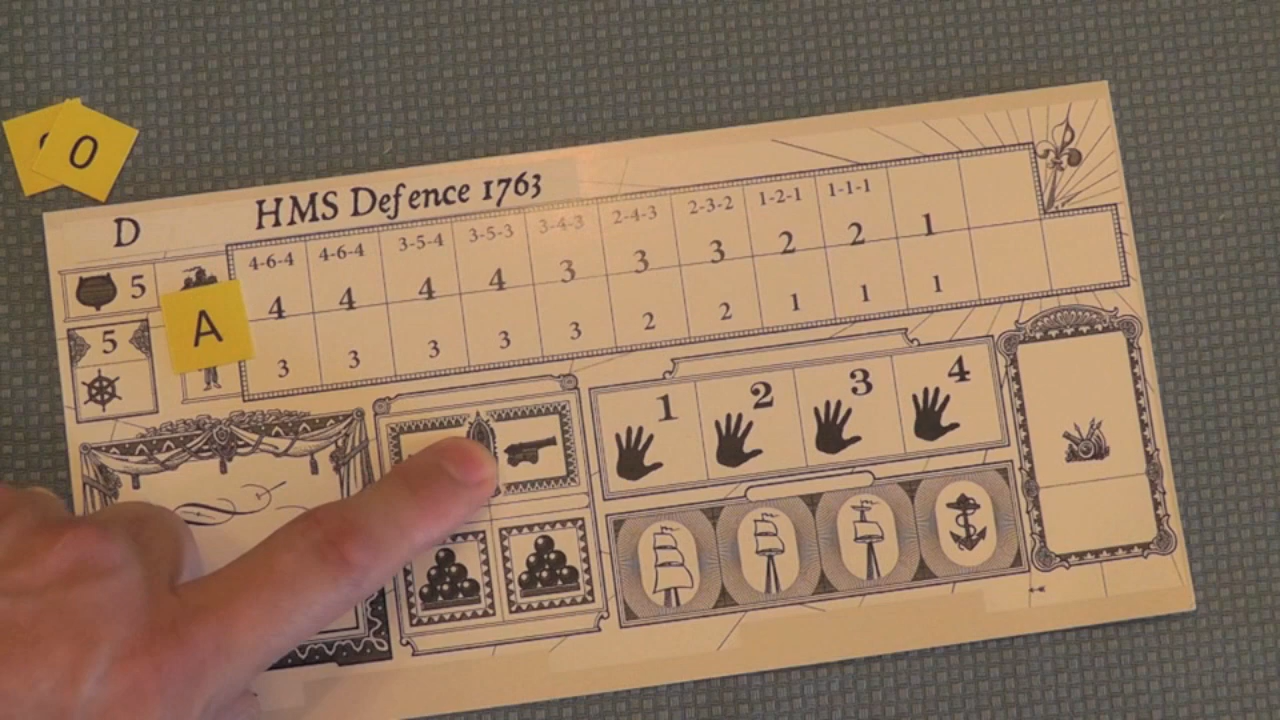 O
HMS Defence 1763
D
4-6-4 4-6-4 3-5-4 3-5-3 3-4-3 2-4-3 2-3-2 1-2-1 1-1-1
5
4 4 4 4 3 3 3 2 2 1
A
5
3 3 3 3 3 2 2 1 1 1
1 2 3 4